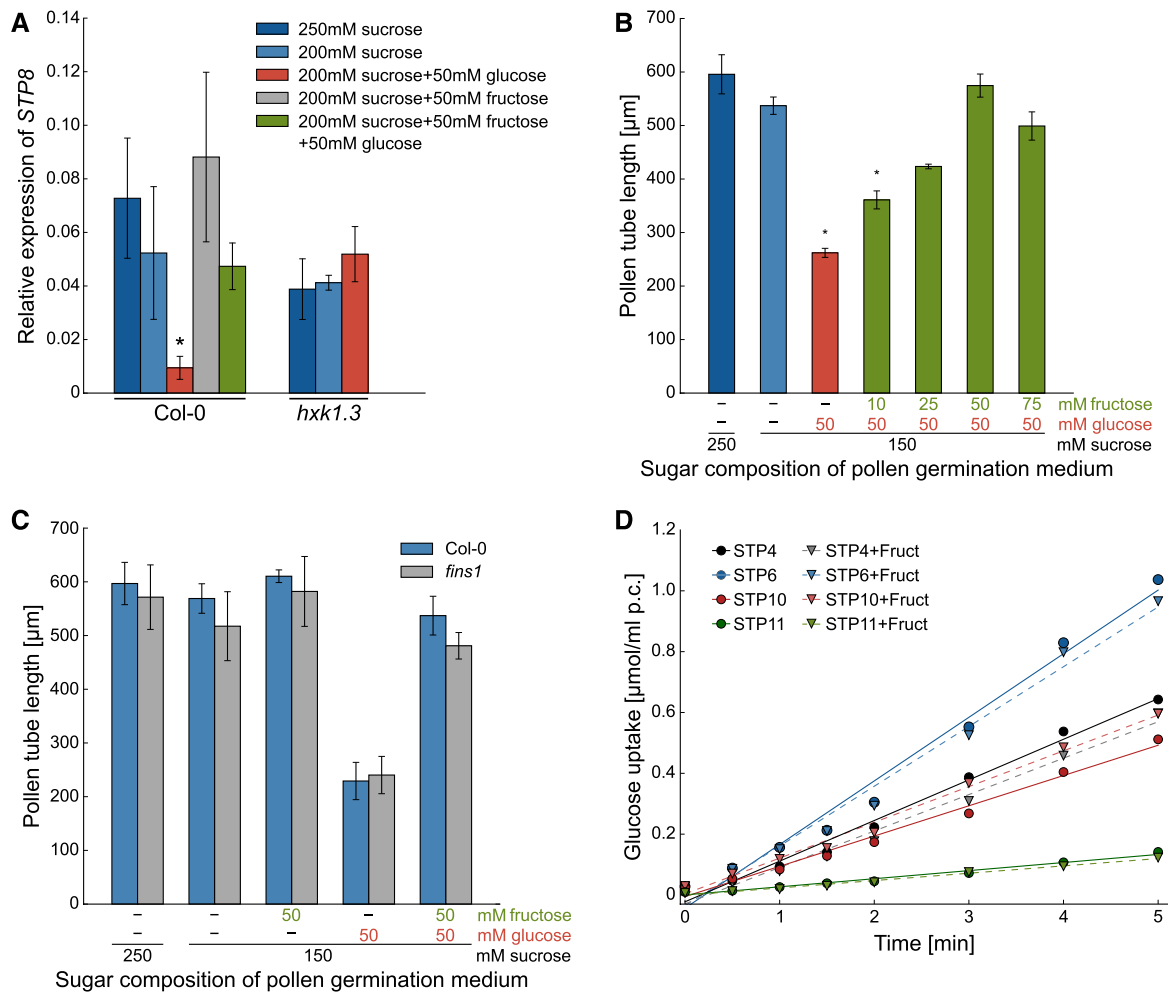 A
Relative expression of STP8
0.14
0.12
0.10
0.08
0.06
0.04
0.02
0
250mM sucrose
200mM sucrose
200mM sucrose+50mM glucose
200mM sucrose+50mM fructose
200mM sucrose+50mM fructose
+50mM glucose
*
Col-0 hxk1.3
B
Pollen tube length [µm]
700
600
500
400
300
200
100
0
* *
– – – 10 25 50 75 mM fructose
– – 50 50 50 50 50 mM glucose
250 150 mM sucrose
Sugar composition of pollen germination medium
C
Pollen tube length [µm]
700
600
500
400
300
200
100
0
Col-0
fins1
– – 50 – 50 mM fructose
– – – 50 50 mM glucose
250 150 mM sucrose
Sugar composition of pollen germination medium
D
Glucose uptake [µmol/ml p.c.]
1.2
1.0
0.8
0.6
0.4
0.2
0
STP4 STP4+Fruct
STP6 STP6+Fruct
STP10 STP10+Fruct
STP11 STP11+Fruct
0 1 2 3 4 5
Time [min]